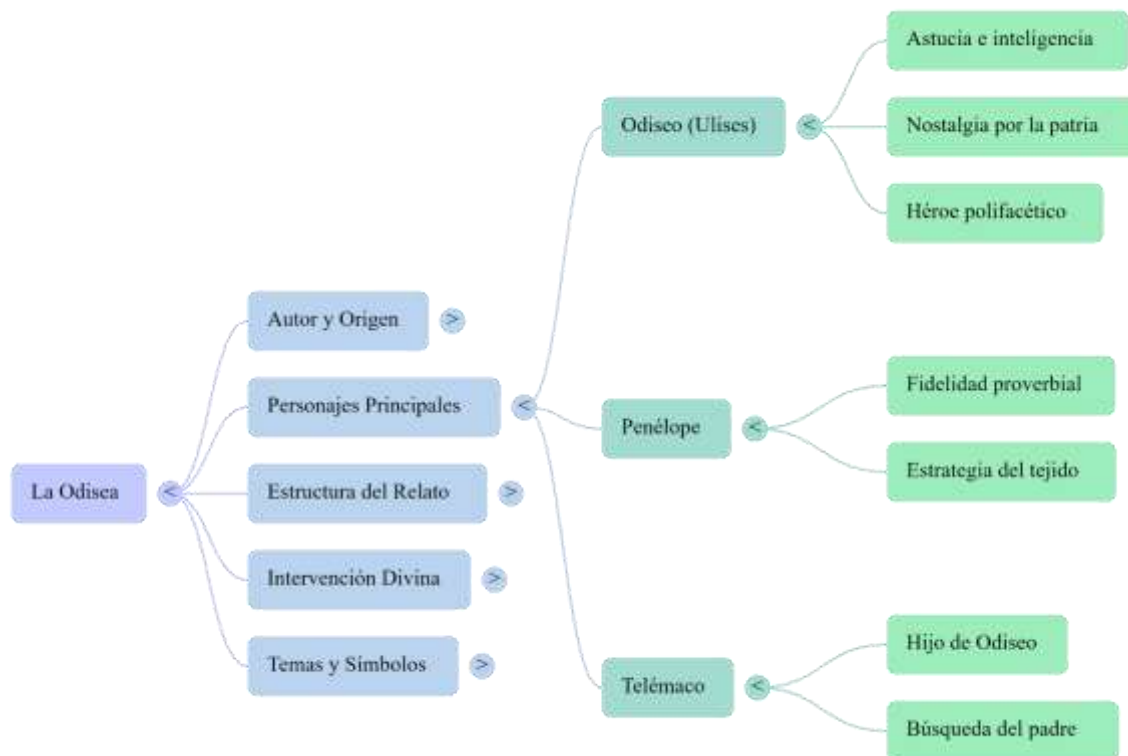 La Odisea
<
Autor y Origen
>
Personajes Principales
<
Estructura del Relato
>
Intervención Divina
>
Temas y Símbolos
>
Odiseo (Ulises)
<
Astucia e inteligencia
Nostalgia por la patria
Héroe polifacético
Penélope
<
Fidelidad proverbial
Estrategia del tejido
Telémaco
<
Hijo de Odiseo
Búsqueda del padre